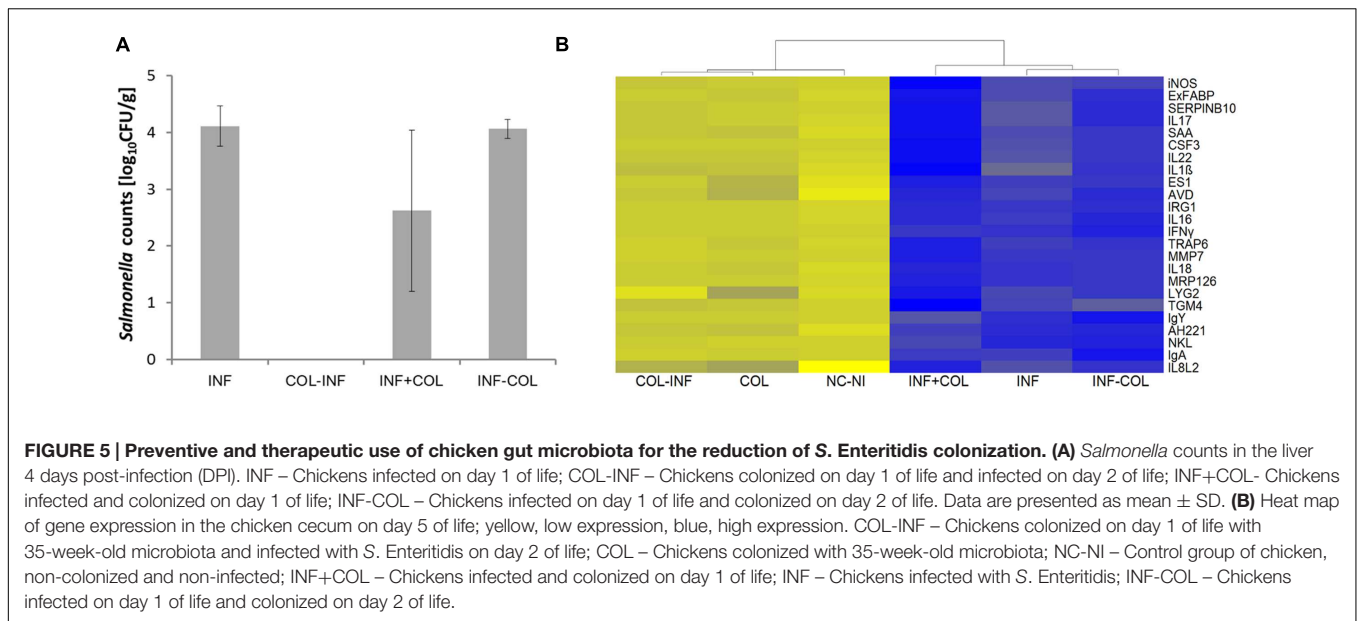 A
B
5
4
3
2
1
0
Salmonella counts [log10CFU/g]
INF
COL-INF
INF+COL
INF-COL
iNOS
ExFABP
SERPINB10
IL17
SAA
CSF3
IL22
IL1ß
ES1
AVD
IRG1
IL16
IFNγ
TRAP6
MMP7
IL18
MRP126
LYG2
TGM4
IgY
AH221
NKL
IgA
IL8L2
COL-INF
COL
NC-NI
INF+COL
INF
INF-COL
FIGURE 5 | Preventive and therapeutic use of chicken gut microbiota for the reduction of S. Enteritidis colonization. (A) Salmonella counts in the liver
4 days post-infection (DPI). INF – Chickens infected on day 1 of life; COL-INF – Chickens colonized on day 1 of life and infected on day 2 of life; INF+COL- Chickens
infected and colonized on day 1 of life; INF-COL – Chickens infected on day 1 of life and colonized on day 2 of life. Data are presented as mean ± SD. (B) Heat map
of gene expression in the chicken cecum on day 5 of life; yellow, low expression, blue, high expression. COL-INF – Chickens colonized on day 1 of life with
35-week-old microbiota and infected with S. Enteritidis on day 2 of life; COL – Chickens colonized with 35-week-old microbiota; NC-NI – Control group of chicken,
non-colonized and non-infected; INF+COL – Chickens infected and colonized on day 1 of life; INF – Chickens infected with S. Enteritidis; INF-COL – Chickens
infected on day 1 of life and colonized on day 2 of life.